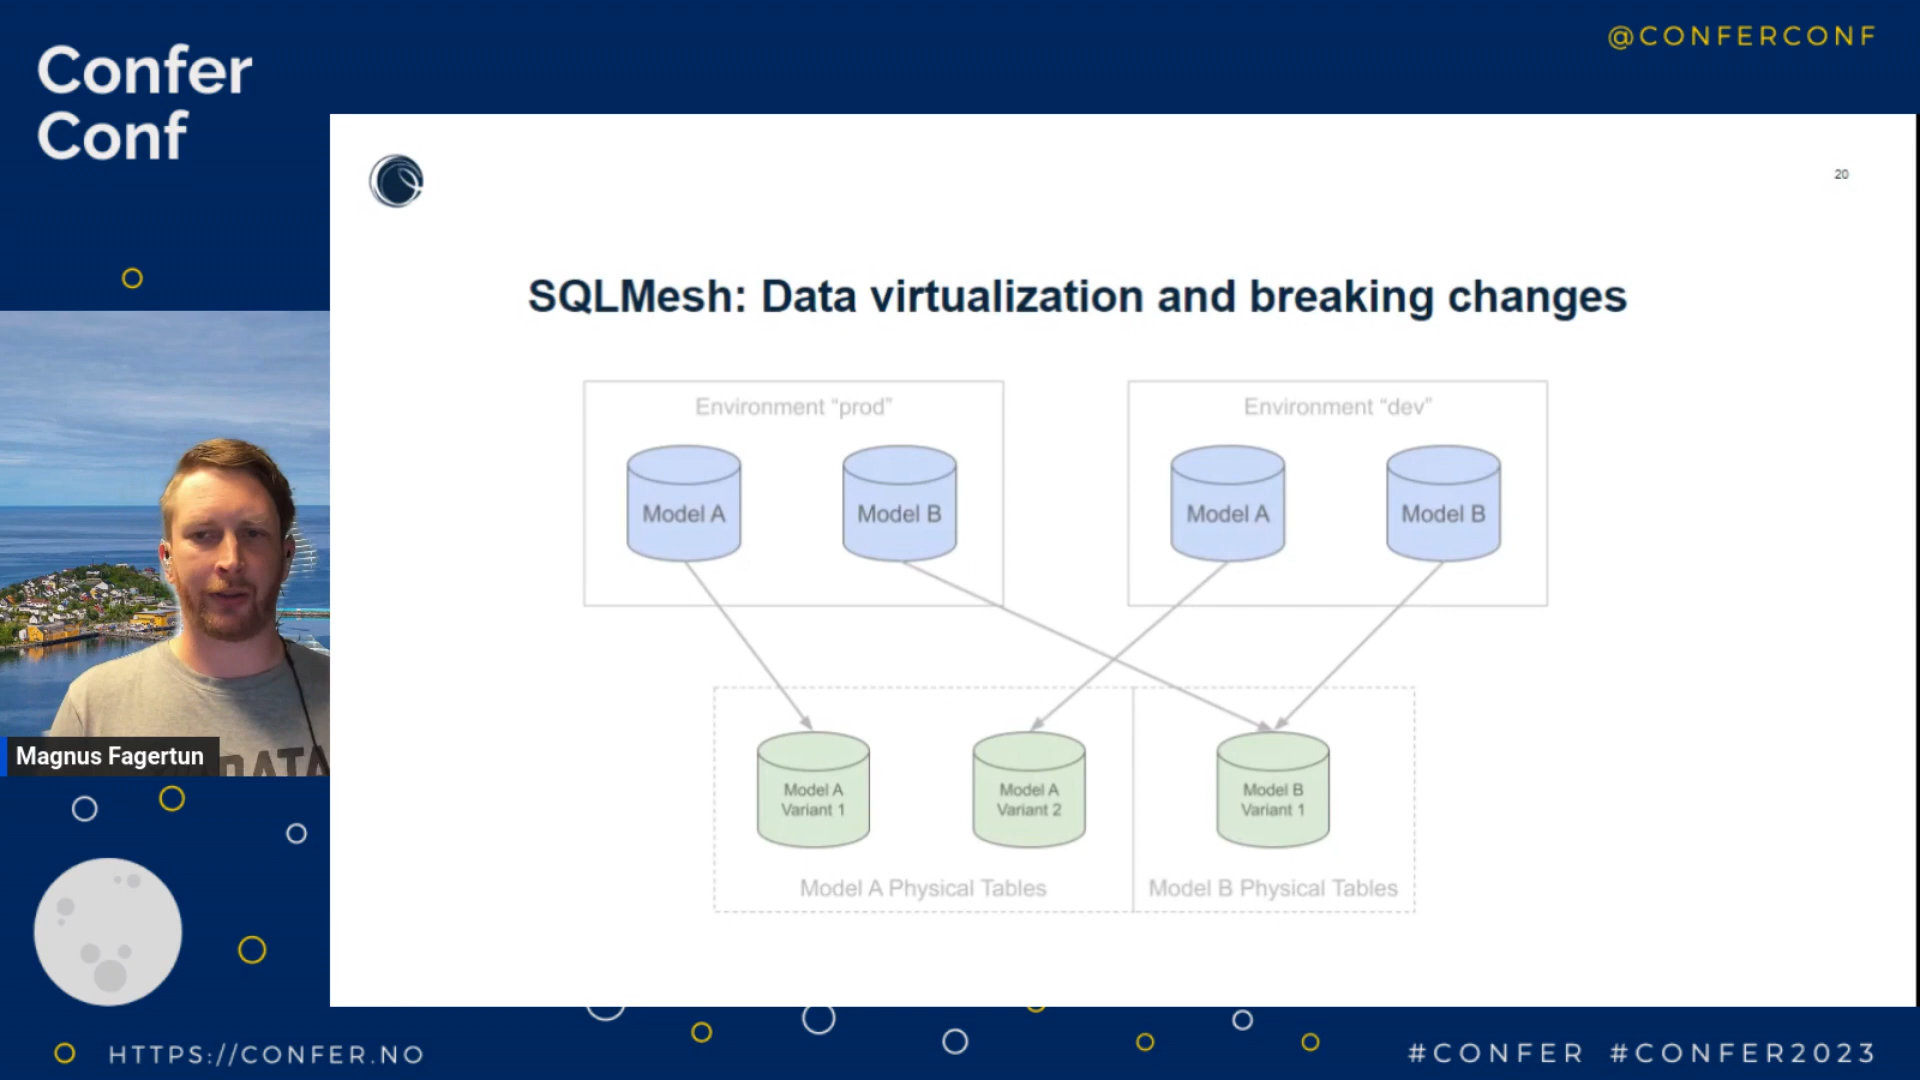 Confer
Conf
@CONFERCONF
20
SQLMesh: Data virtualization and breaking changes
Environment “prod”
Environment “dev”
Model A
Model B
Model A
Model B
Model A
Variant 1
Model A
Variant 2
Model B
Variant 1
Model A Physical Tables
Model B Physical Tables
Magnus Fagertun
DATA
HTTPS://CONFER.NO
#CONFER #CONFER2023